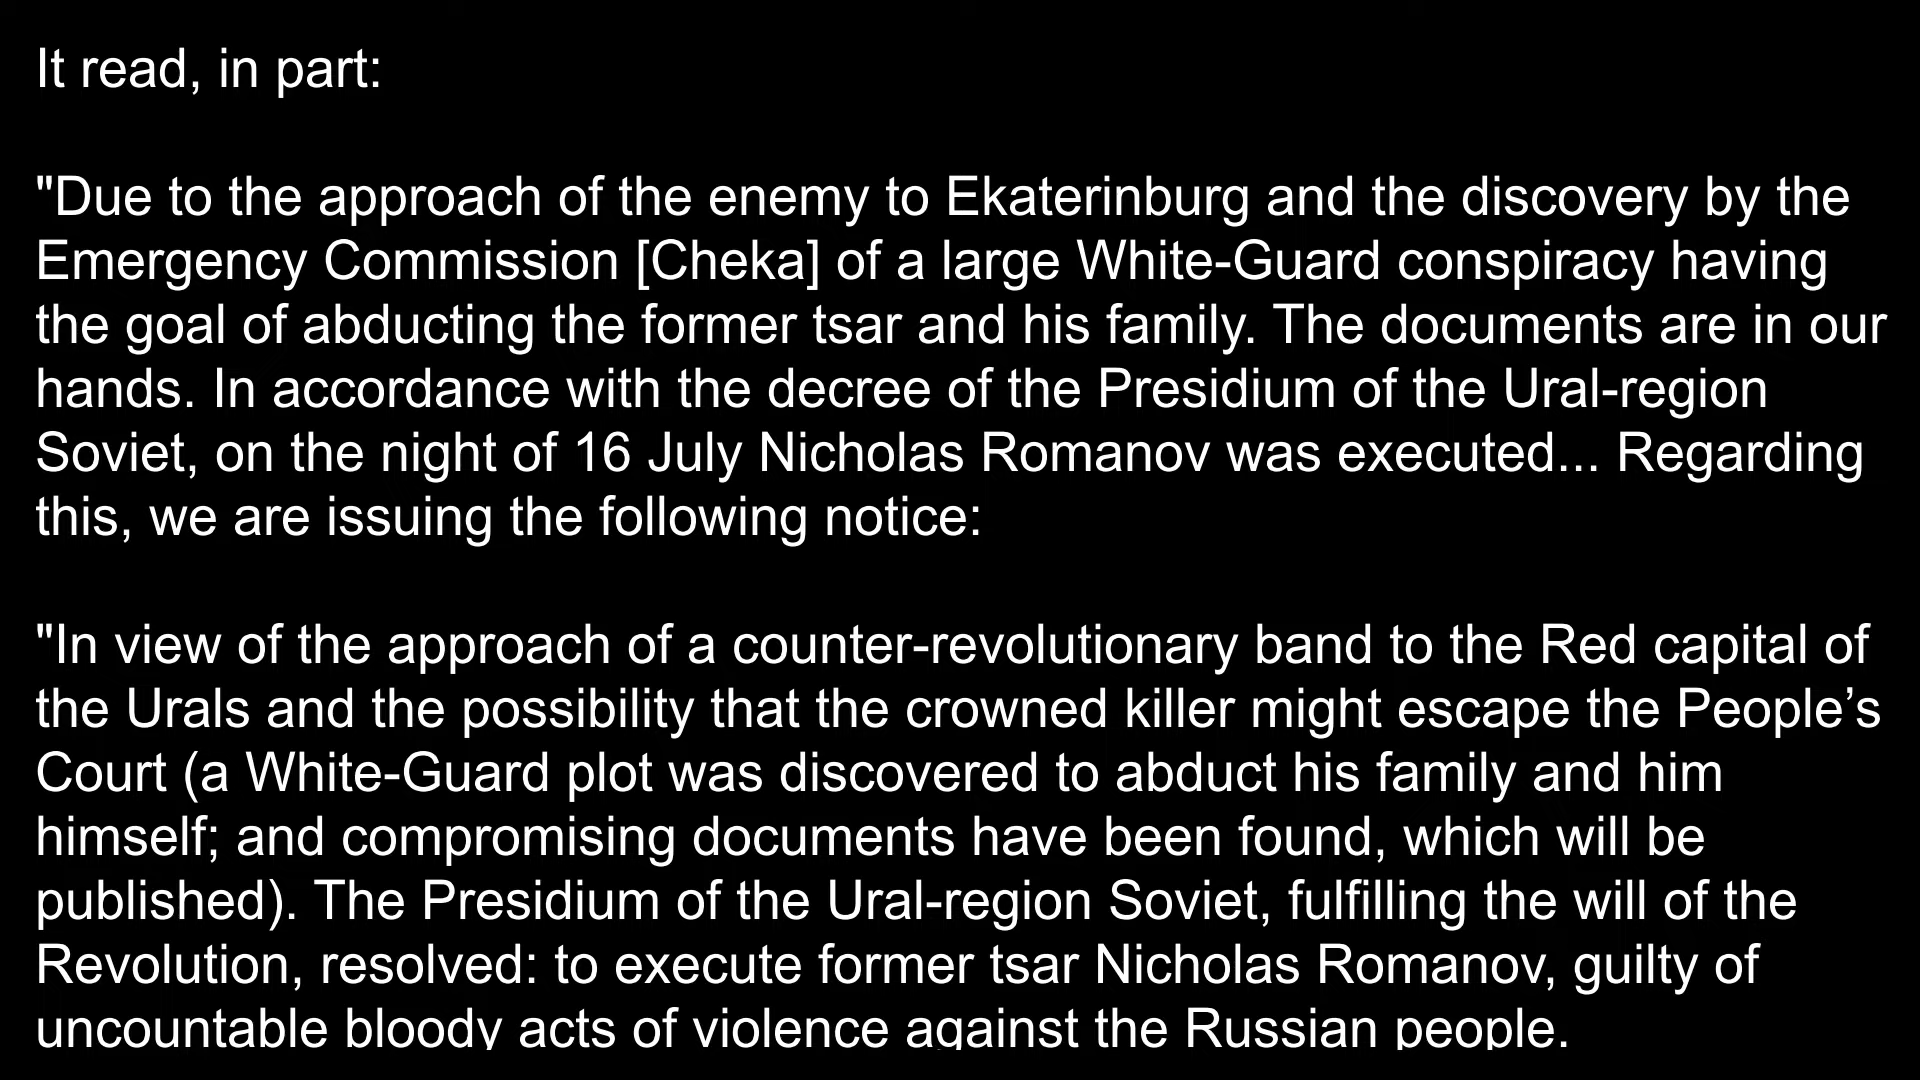 It read, in part:
"Due to the approach of the enemy to Ekaterinburg and the discovery by the
Emergency Commission [Cheka] of a large White-Guard conspiracy having
the goal of abducting the former tsar and his family. The documents are in our
hands. In accordance with the decree of the Presidium of the Ural-region
Soviet, on the night of 16 July Nicholas Romanov was executed... Regarding
this, we are issuing the following notice:
"In view of the approach of a counter-revolutionary band to the Red capital of
the Urals and the possibility that the crowned killer might escape the People’s
Court (a White-Guard plot was discovered to abduct his family and him
himself; and compromising documents have been found, which will be
published). The Presidium of the Ural-region Soviet, fulfilling the will of the
Revolution, resolved: to execute former tsar Nicholas Romanov, guilty of
uncountable bloody acts of violence against the Russian people.